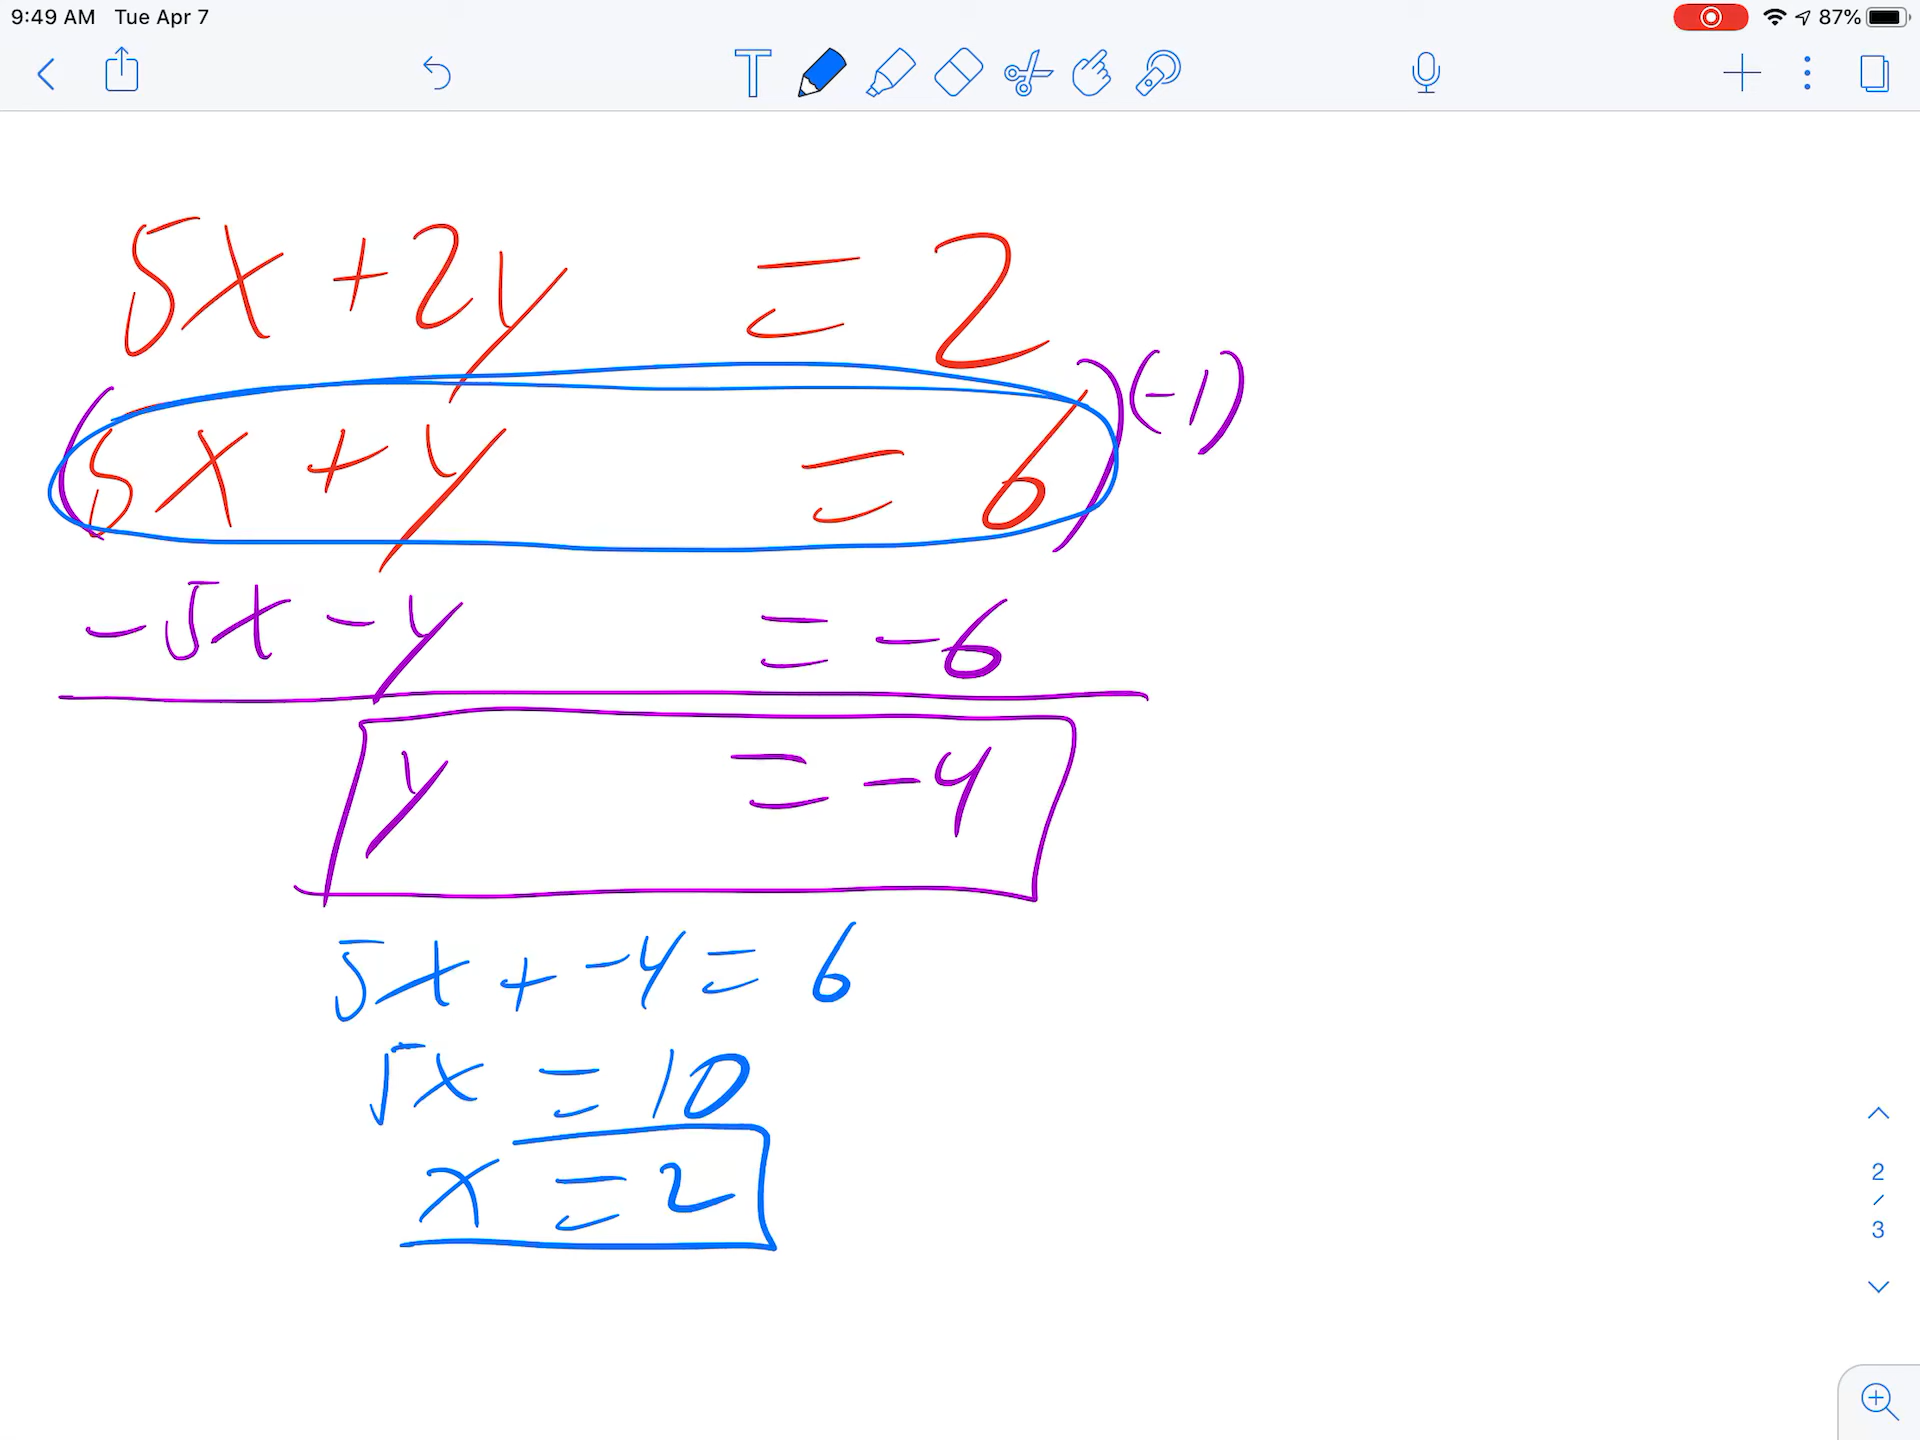 9:49 AM Tue Apr 7
87%
T
5x + 2y = 2
(5x + y = 6)(-1)
-5x - y = -6
y = -4
5x + -4 = 6
5x = 10
x = 2
2
/
3